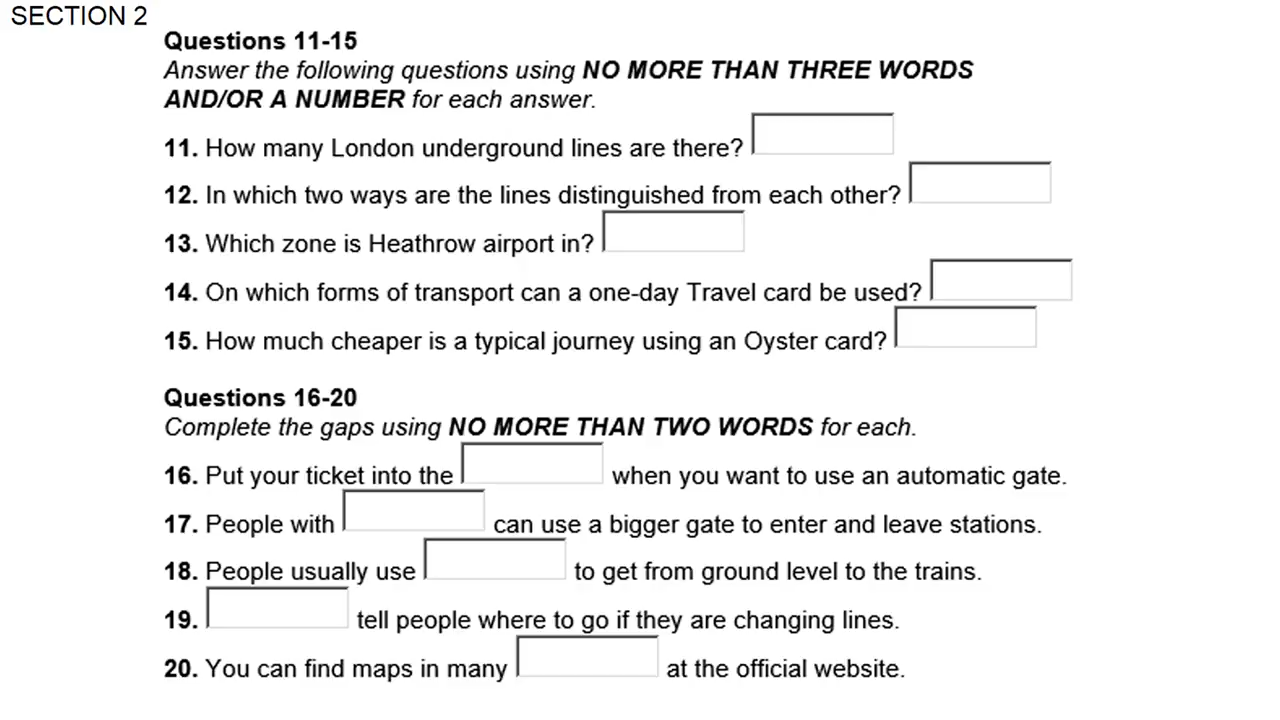 SECTION 2
Questions 11-15
Answer the following questions using NO MORE THAN THREE WORDS
AND/OR A NUMBER for each answer.
11. How many London underground lines are there?
12. In which two ways are the lines distinguished from each other?
13. Which zone is Heathrow airport in?
14. On which forms of transport can a one-day Travel card be used?
15. How much cheaper is a typical journey using an Oyster card?
Questions 16-20
Complete the gaps using NO MORE THAN TWO WORDS for each.
16. Put your ticket into the when you want to use an automatic gate.
17. People with can use a bigger gate to enter and leave stations.
18. People usually use to get from ground level to the trains.
19. tell people where to go if they are changing lines.
20. You can find maps in many at the official website.